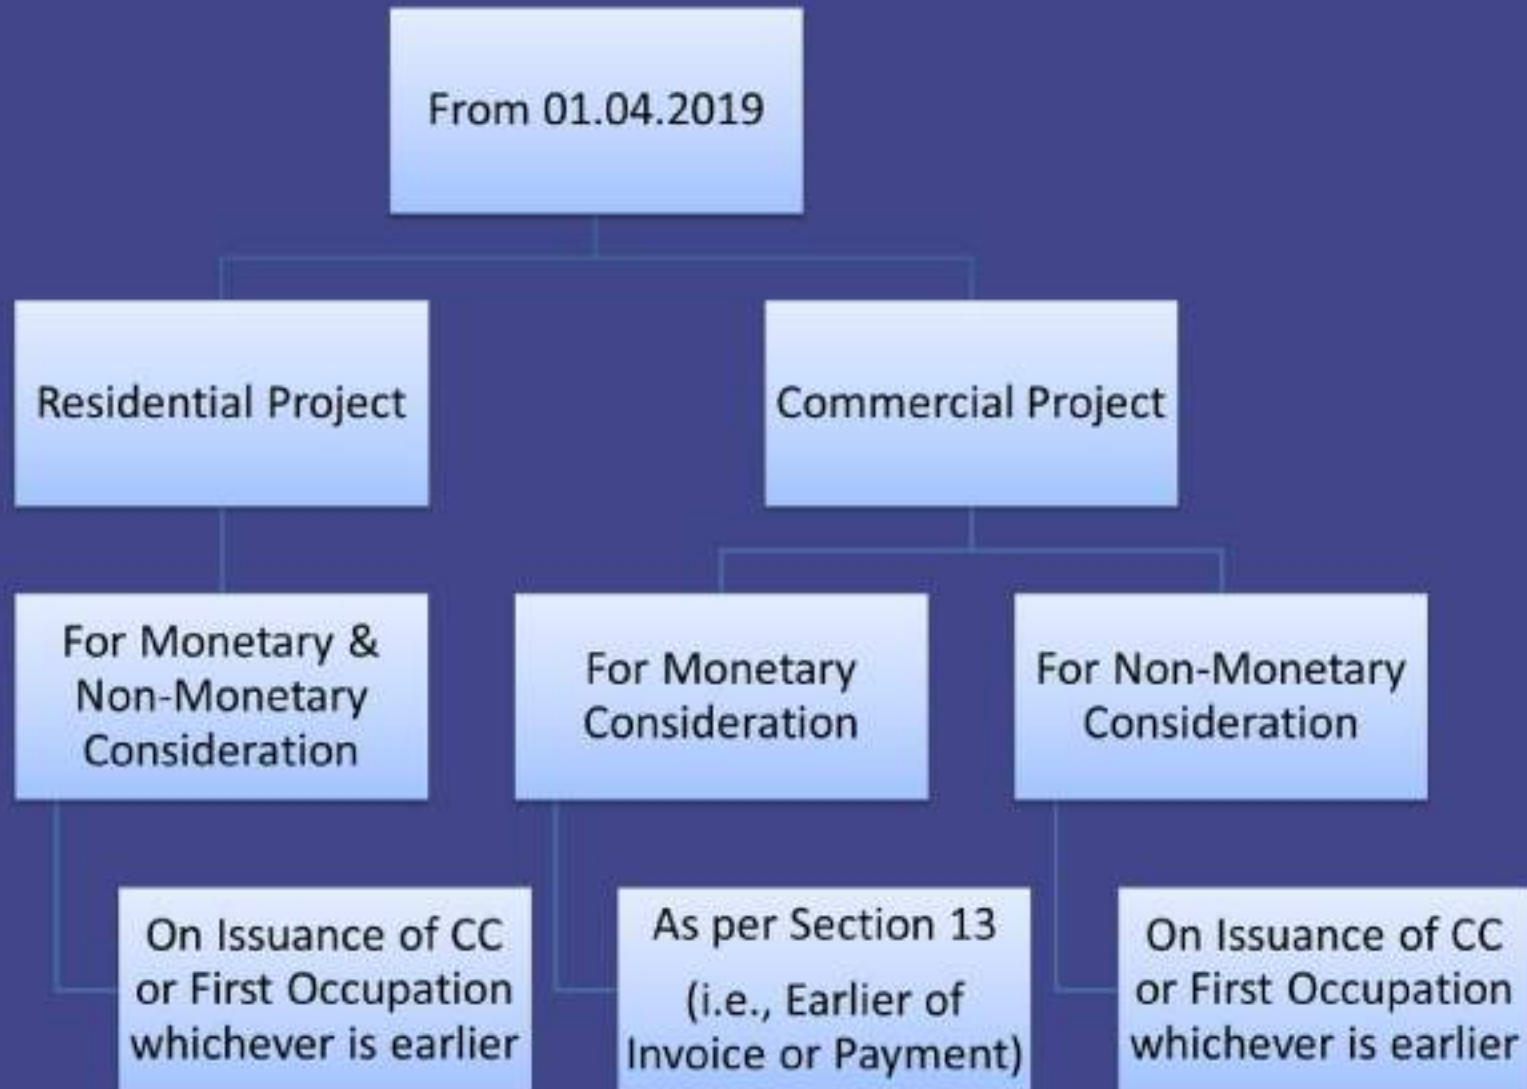 From 01.04.2019
Residential Project
Commercial Project
For Monetary &
Non-Monetary
Consideration
For Monetary
Consideration
For Non-Monetary
Consideration
On Issuance of CC
or First Occupation
whichever is earlier
As per Section 13
(i.e., Earlier of
Invoice or Payment)
On Issuance of CC
or First Occupation
whichever is earlier